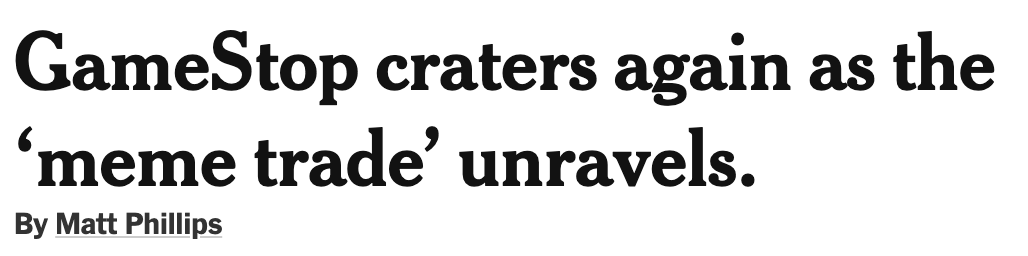 GameStop craters again as the
‘meme trade’ unravels.
By Matt Phillips